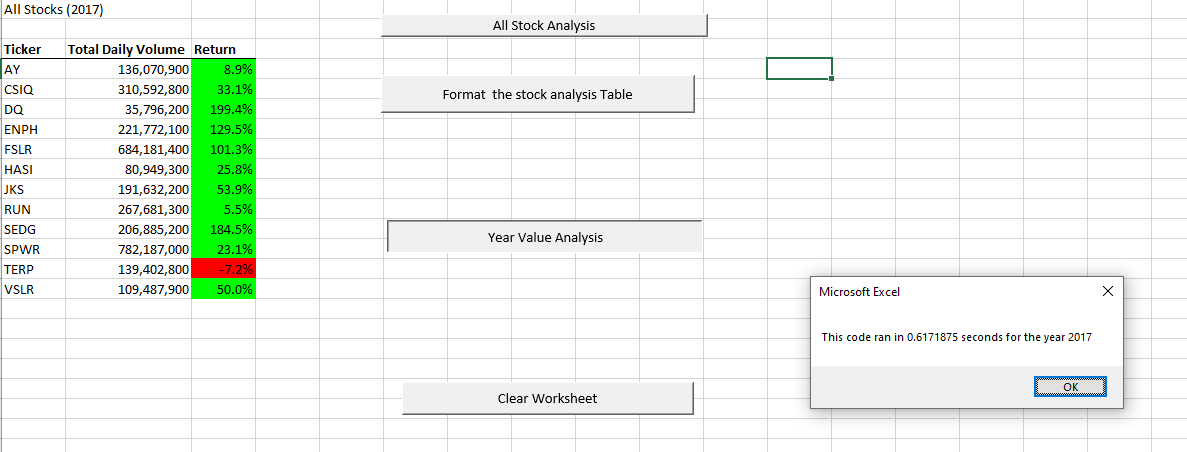 All Stocks (2017)
All Stock Analysis
Ticker Total Daily Volume Return
AY 136,070,900 8.9%
CSIQ 310,592,800 33.1%
Format  the stock analysis Table
DQ 35,796,200 199.4%
ENPH 221,772,100 129.5%
FSLR 684,181,400 101.3%
HASI 80,949,300 25.8%
JKS 191,632,200 53.9%
RUN 267,681,300 5.5%
SEDG 206,885,200 184.5%
Year Value Analysis
SPWR 782,187,000 23.1%
TERP 139,402,800 -7.2%
VSLR 109,487,900 50.0%
Microsoft Excel
This code ran in 0.6171875 seconds for the year 2017
OK
Clear Worksheet